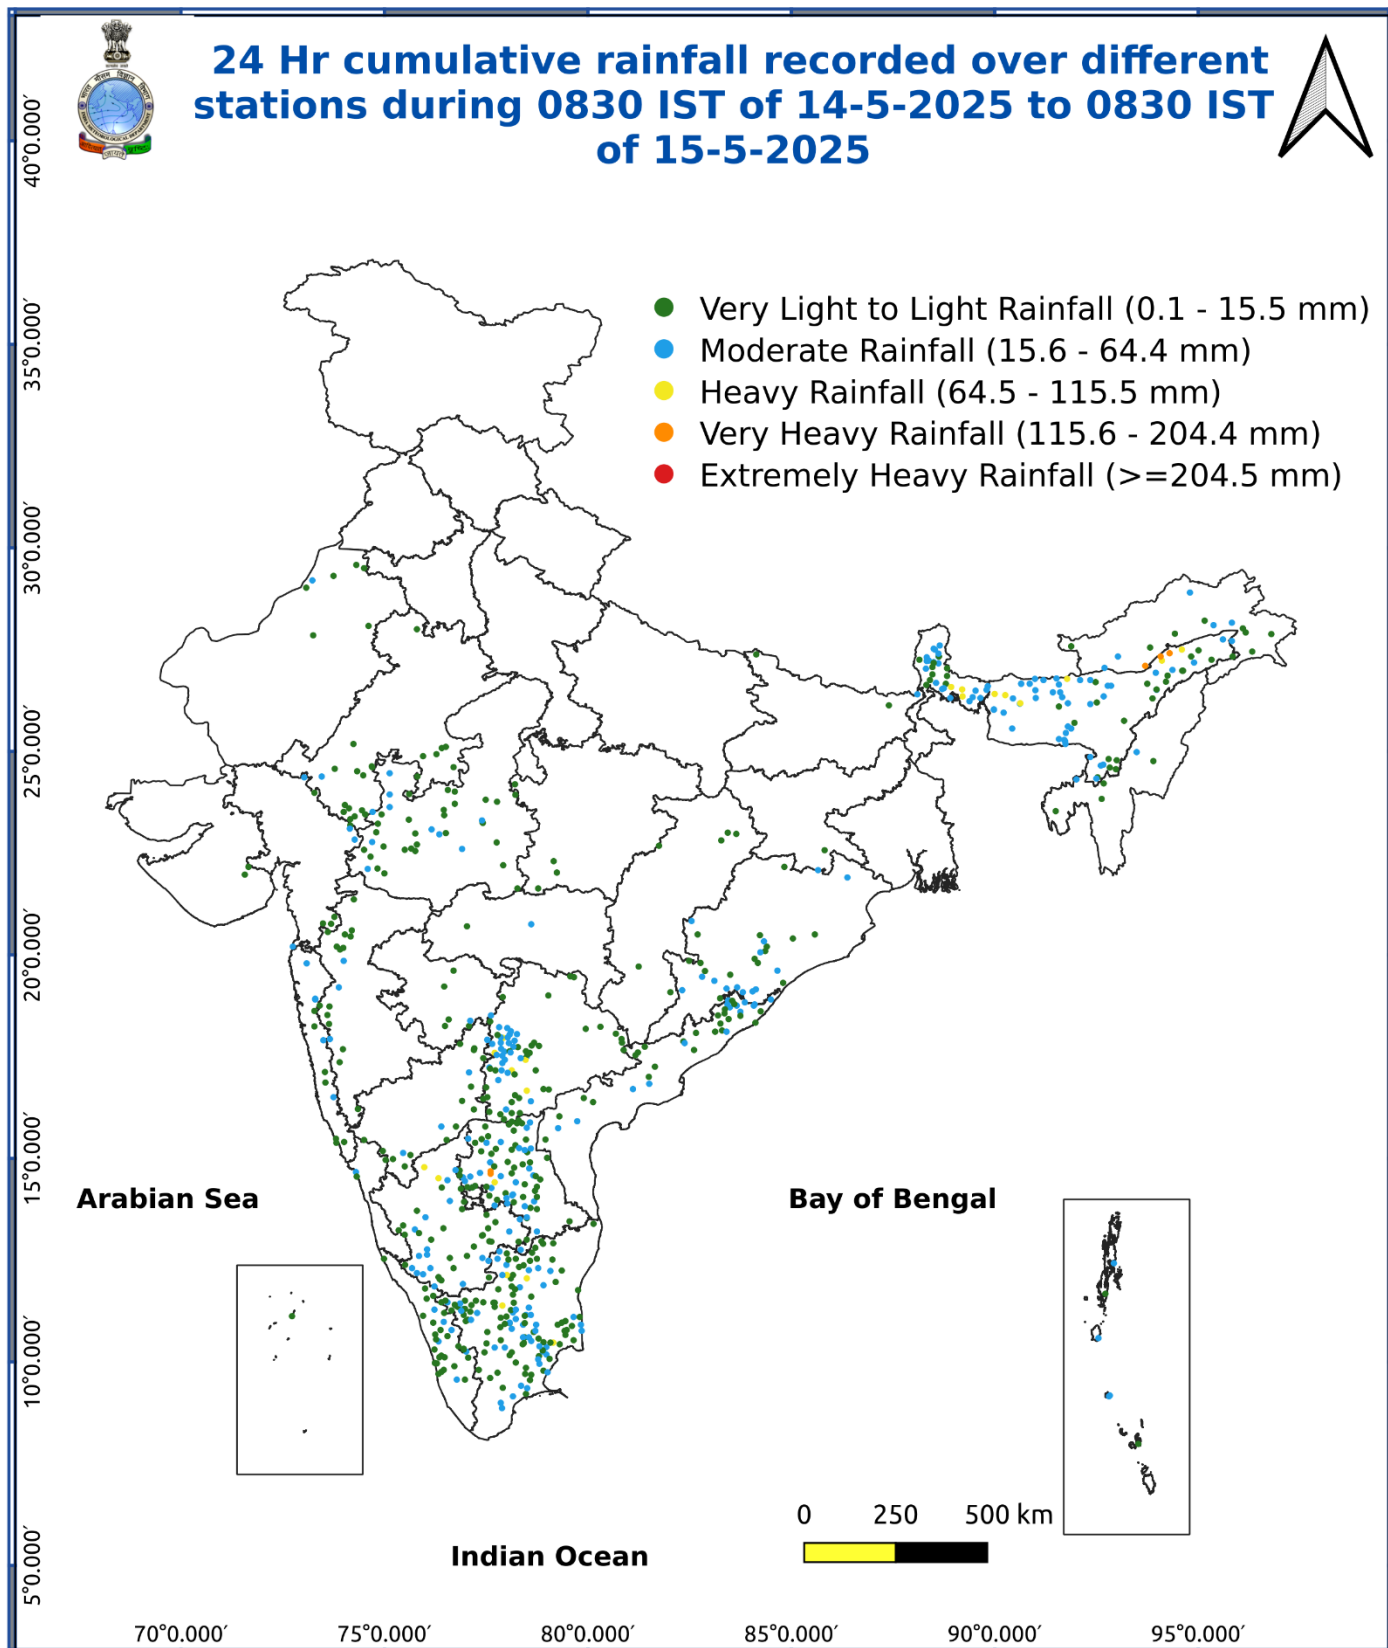 24 Hr cumulative rainfall recorded over different
stations during 0830 IST of 14-5-2025 to 0830 IST
of 15-5-2025
Very Light to Light Rainfall (0.1 - 15.5 mm)
Moderate Rainfall (15.6 - 64.4 mm)
Heavy Rainfall (64.5 - 115.5 mm)
Very Heavy Rainfall (115.6 - 204.4 mm)
Extremely Heavy Rainfall (>=204.5 mm)
40°0.000′
35°0.000′
30°0.000′
25°0.000′
20°0.000′
15°0.000′
10°0.000′
5°0.000′
Arabian Sea
Bay of Bengal
Indian Ocean
0 250 500 km
70°0.000′ 75°0.000′ 80°0.000′ 85°0.000′ 90°0.000′ 95°0.000′